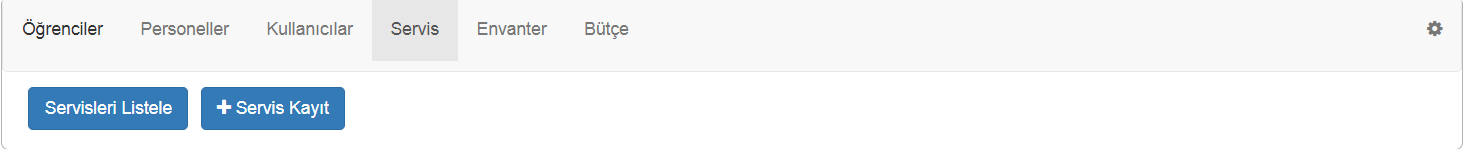 Öğrenciler Personeller Kullanıcılar Servis Envanter Bütçe
Servisleri Listele Servis Kayıt